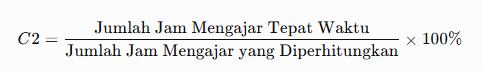 C2 = Jumlah Jam Mengajar Tepat Waktu / Jumlah Jam Mengajar yang Diperhitungkan × 100%